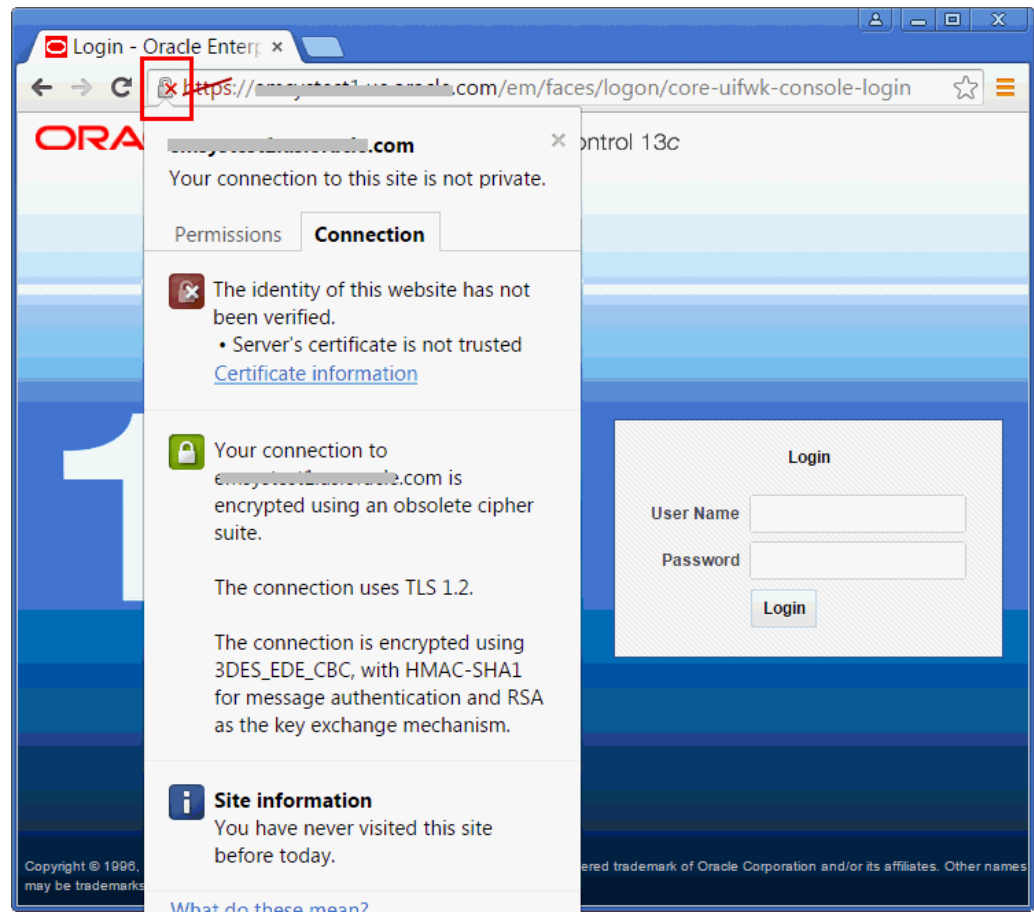 Login - Oracle Enterp
https://.com/em/faces/logon/core-uifwk-console-login
ORA
ontrol 13c
.com
Your connection to this site is not private.
Permissions Connection
The identity of this website has not
been verified.
• Server's certificate is not trusted
Certificate information
Your connection to
.com is
encrypted using an obsolete cipher
suite.
The connection uses TLS 1.2.
The connection is encrypted using
3DES_EDE_CBC, with HMAC-SHA1
for message authentication and RSA
as the key exchange mechanism.
Site information
You have never visited this site
before today.
What do these mean?
1
Login
User Name
Password
Login
Copyright © 1996, ered trademark of Oracle Corporation and/or its affiliates. Other names
may be trademarks